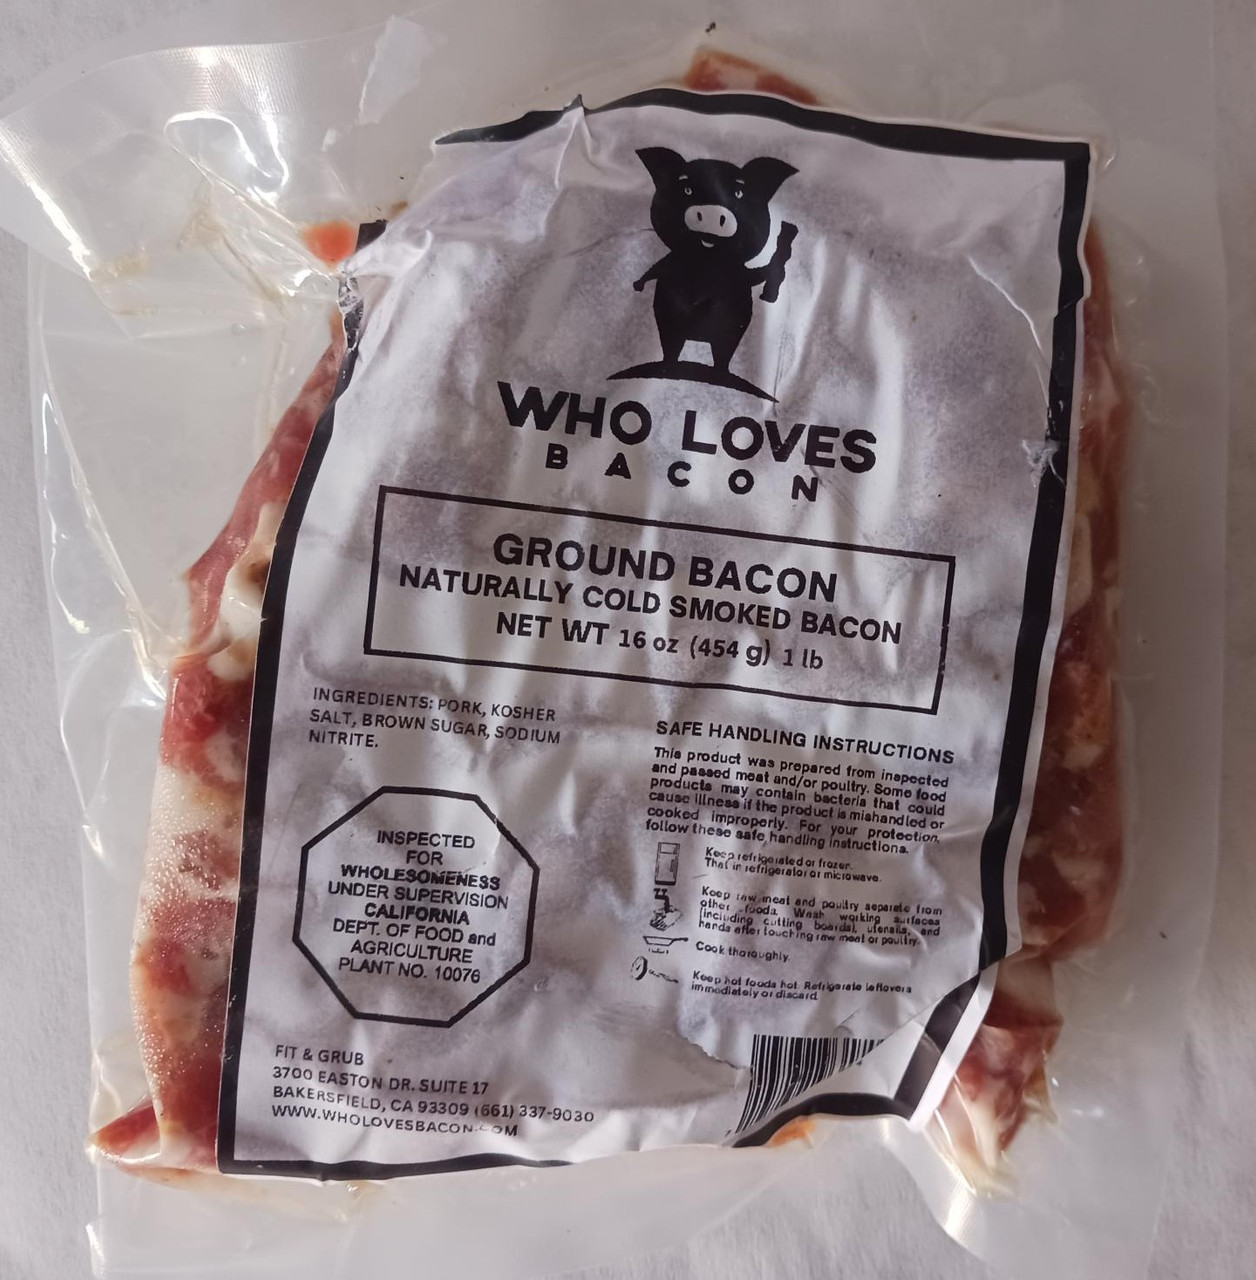 WHO LOVES
BACON
GROUND BACON
NATURALLY COLD SMOKED BACON
NET WT 16 oz (454 g) 1 lb
INGREDIENTS: PORK, KOSHER
SALT, BROWN SUGAR, SODIUM
NITRITE.
INSPECTED
FOR
WHOLESOMENESS
UNDER SUPERVISION
CALIFORNIA
DEPT. OF FOOD and
AGRICULTURE
PLANT NO. 10076
SAFE HANDLING INSTRUCTIONS
This product was prepared from inspected
and passed meat and/or poultry. Some food
products may contain bacteria that could
cause illness if the product is mishandled or
cooked improperly. For your protection,
follow these safe handling instructions.
Keep refrigerated or frozen.
Thaw in refrigerator or microwave.
Keep raw meat and poultry separate from
other foods. Wash working surfaces
(including cutting boards), utensils, and
hands after touching raw meat or poultry.
Cook thoroughly.
Keep hot foods hot. Refrigerate leftovers
immediately or discard.
FIT & GRUB
3700 EASTON DR. SUITE 17
BAKERSFIELD, CA 93309 (661) 337-9030
WWW.WHOLOVESBACON.COM